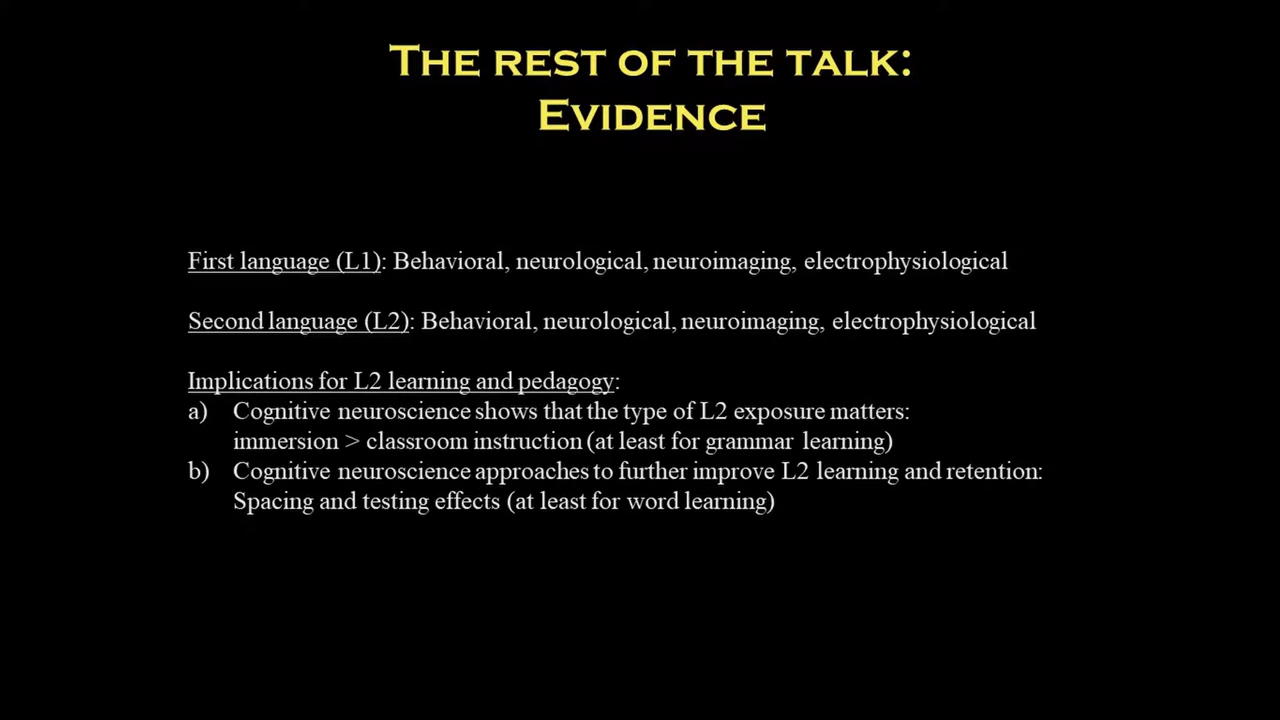 The rest of the talk:
Evidence
First language (L1): Behavioral, neurological, neuroimaging, electrophysiological
Second language (L2): Behavioral, neurological, neuroimaging, electrophysiological
Implications for L2 learning and pedagogy:
a) Cognitive neuroscience shows that the type of L2 exposure matters:
immersion > classroom instruction (at least for grammar learning)
b) Cognitive neuroscience approaches to further improve L2 learning and retention:
Spacing and testing effects (at least for word learning)